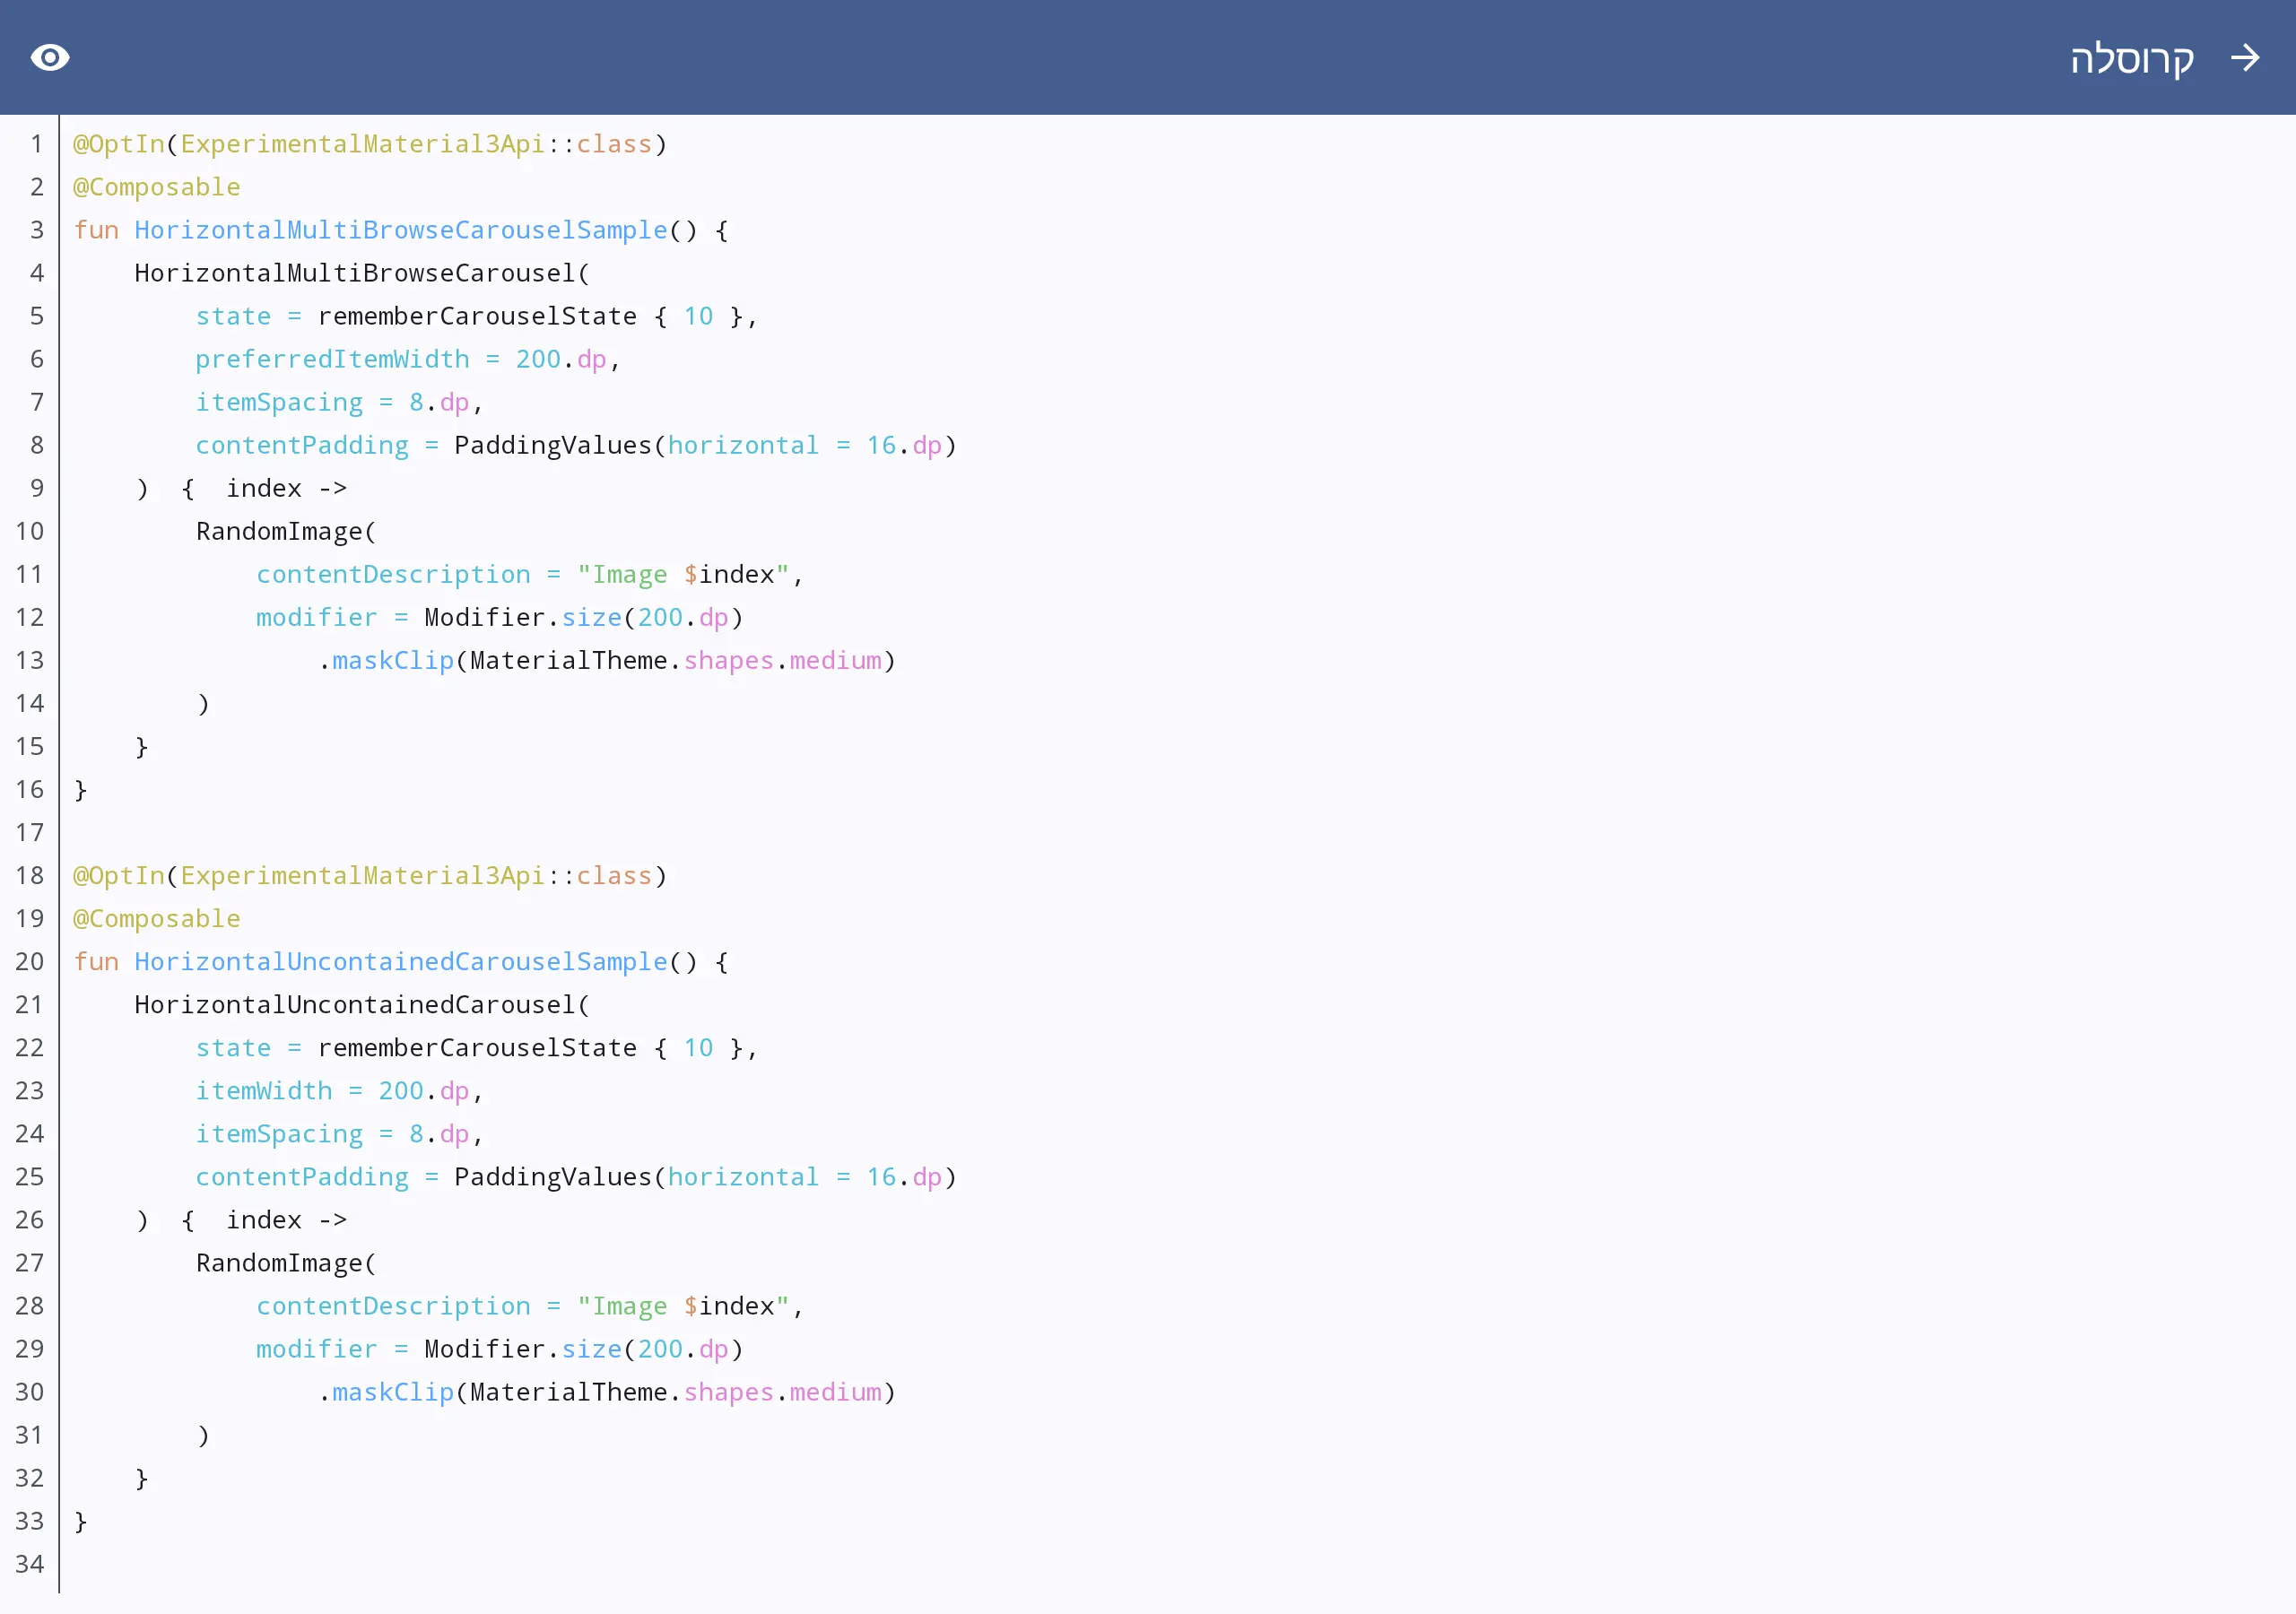 קרוסלה
1 @OptIn(ExperimentalMaterial3Api::class)
2 @Composable
3 fun HorizontalMultiBrowseCarouselSample() {
4     HorizontalMultiBrowseCarousel(
5         state = rememberCarouselState { 10 },
6         preferredItemWidth = 200.dp,
7         itemSpacing = 8.dp,
8         contentPadding = PaddingValues(horizontal = 16.dp)
9     )  {  index ->
10         RandomImage(
11             contentDescription = "Image $index",
12             modifier = Modifier.size(200.dp)
13                 .maskClip(MaterialTheme.shapes.medium)
14         )
15     }
16 }
17
18 @OptIn(ExperimentalMaterial3Api::class)
19 @Composable
20 fun HorizontalUncontainedCarouselSample() {
21     HorizontalUncontainedCarousel(
22         state = rememberCarouselState { 10 },
23         itemWidth = 200.dp,
24         itemSpacing = 8.dp,
25         contentPadding = PaddingValues(horizontal = 16.dp)
26     )  {  index ->
27         RandomImage(
28             contentDescription = "Image $index",
29             modifier = Modifier.size(200.dp)
30                 .maskClip(MaterialTheme.shapes.medium)
31         )
32     }
33 }
34